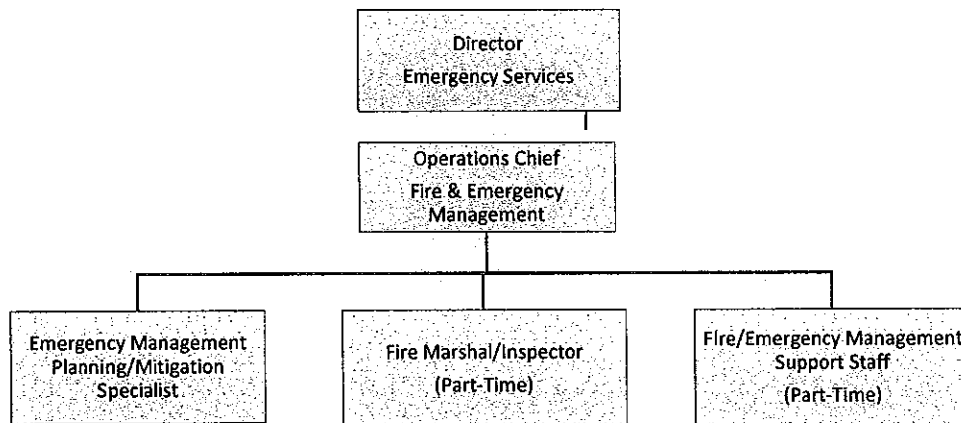 Director
Emergency Services
Operations Chief
Fire & Emergency
Management
Emergency Management
Planning/Mitigation
Specialist
Fire Marshal/Inspector
(Part-Time)
Fire/Emergency Management
Support Staff
(Part-Time)